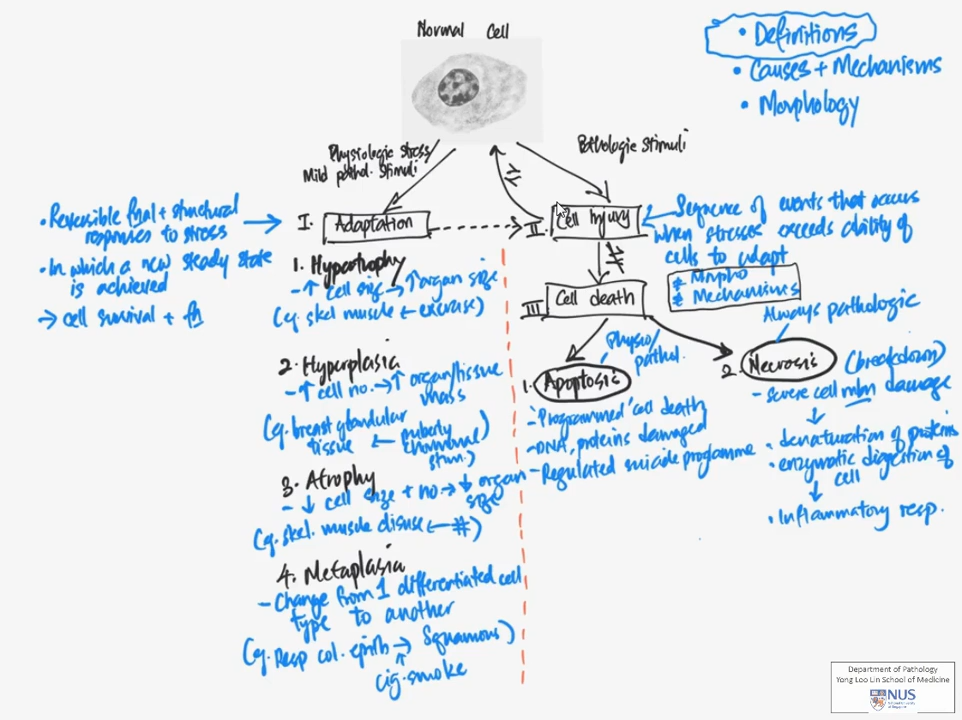 Normal Cell
• Definitions
• Causes + Mechanisms
• Morphology
Physiologic stress/
Mild pathol. stimuli
Pathologic stimuli
• Reversible fxnal + structural
responses to stress
• In which a new steady state
is achieved
→ cell survival + fn
I. Adaptation
1. Hypertrophy
- ↑ cell size → ↑ organ size
(eg. skel muscle ← exercise)
2. Hyperplasia
- ↑ cell no. → ↑ organ/tissue
mass
(eg. breast glandular
tissue ← puberty
hormonal
stim.)
3. Atrophy
- ↓ cell size + no → ↓ organ
size
(eg. skel. muscle disuse ← #)
4. Metaplasia
- Change from 1 differentiated cell
type to another
(eg. Resp col. epith → Squamous)
↑
cig. smoke
II. Cell Injury
Sequence of events that occurs
when stresses exceeds ability of
cells to adapt
III Cell death
≠ Morpho
≠ Mechanisms
Physio/
pathol.
1. Apoptosis
- "Programmed" cell death
- DNA, proteins damaged
- Regulated suicide programme
Always pathologic
2. Necrosis (breakdown)
- severe cell mbm damage
↓
• denaturation of proteins
• enzymatic digestion of
cell
↓
• Inflammatory resp.
Department of Pathology
Yong Loo Lin School of Medicine
NUS
National University
of Singapore